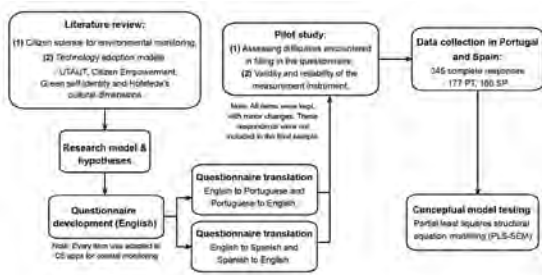 Literature review:
(1) Citizen science for environmental monitoring,
(2) Technology adoption models
- UTAUT, Citizen Empowerment,
Green self-identity and Hofstede's
cultural dimensions
Research model &
hypotheses
Questionnaire
development (English)
Note: Every item was adapted to
CS apps for coastal monitoring
Questionnaire translation
English to Portuguese and
Portuguese to English
Questionnaire translation
English to Spanish and
Spanish to English
Pilot study:
(1) Assessing difficulties encountered
in filling in the questionnaire;
(2) Validity and reliability of the
measurement instrument.
Note: All items were kept,
with minor changes. These
respondents were not
included in the final sample
Data collection in Portugal
and Spain:
complete responses
177 PT, SP
Conceptual model testing
Partial least squares structural
equation modelling (PLS-SEM)